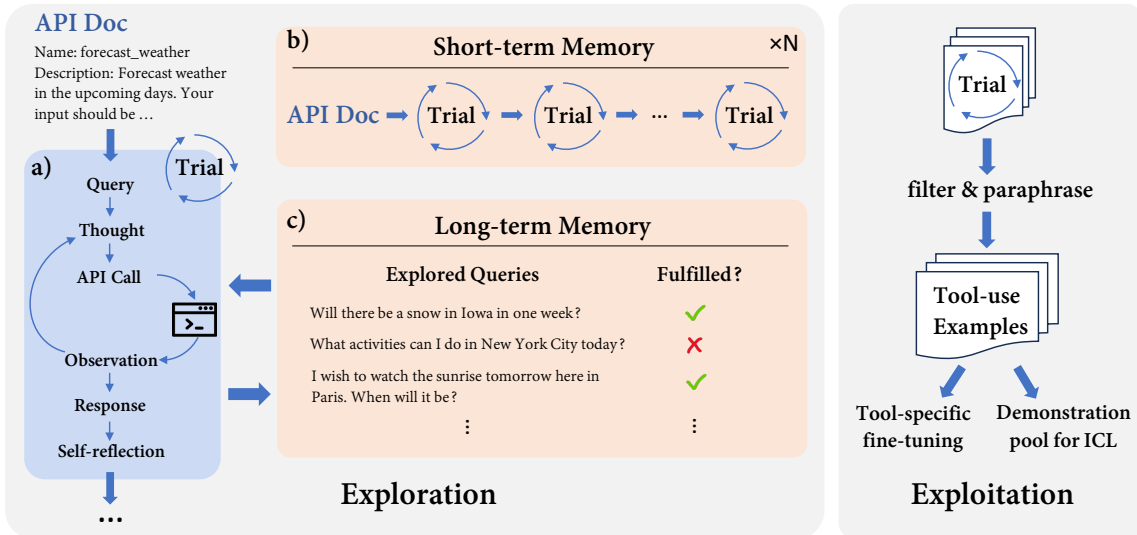 API Doc
Name: forecast_weather
Description: Forecast weather
in the upcoming days. Your
input should be ...
a)
Trial
Query
Thought
API Call
>_
Observation
Response
Self-reflection
...
b)
Short-term Memory
×N
API Doc
Trial
Trial
...
Trial
c)
Long-term Memory
Explored Queries
Fulfilled?
Will there be a snow in Iowa in one week?
What activities can I do in New York City today?
I wish to watch the sunrise tomorrow here in
Paris. When will it be?
Exploration
Trial
filter & paraphrase
Tool-use
Examples
Tool-specific
fine-tuning
Demonstration
pool for ICL
Exploitation